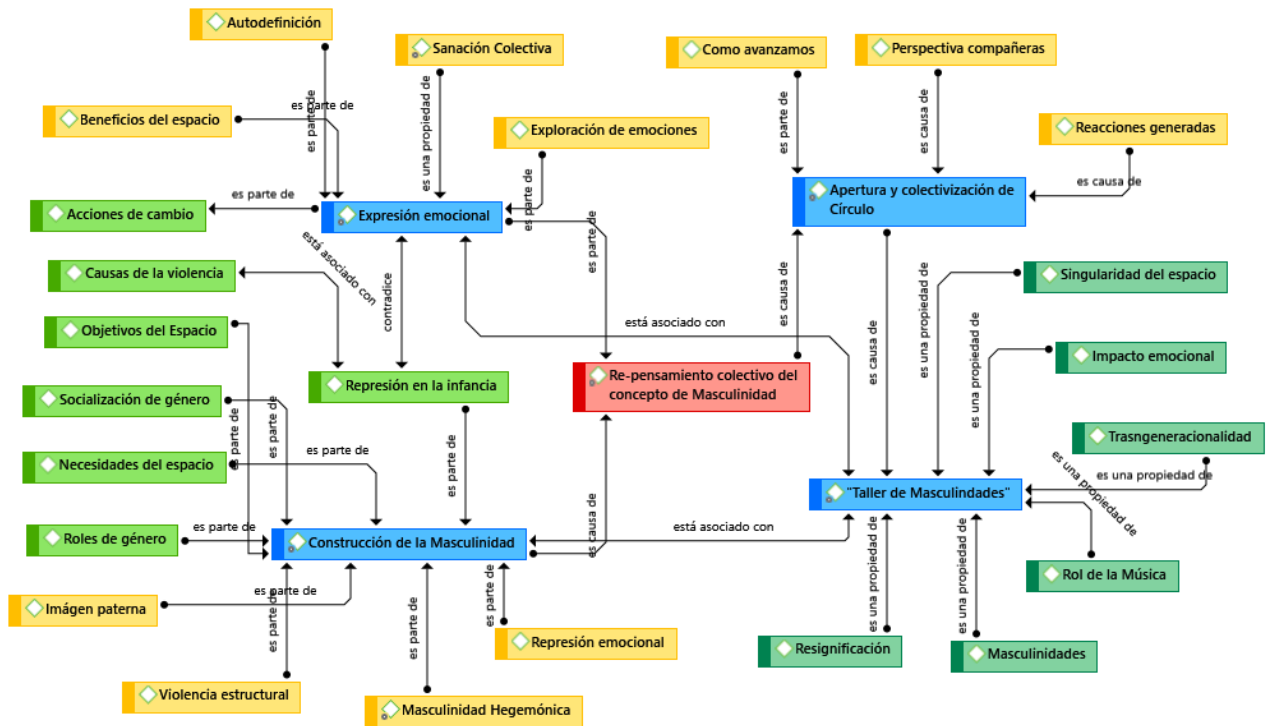 Autodefinición
Sanación Colectiva
Como avanzamos
Perspectiva compañeras
es parte de
Beneficios del espacio
es parte de
es una propiedad de
Exploración de emociones
es parte de
es causa de
Reacciones generadas
es parte de
es parte de
es causa de
Acciones de cambio
Expresión emocional
Apertura y colectivización de
Círculo
es parte de
está asociado con
contradice
Causas de la violencia
es causa de
es causa de
es una propiedad de
Singularidad del espacio
Objetivos del Espacio
está asociado con
es una propiedad de
Impacto emocional
Represión en la infancia
Re-pensamiento colectivo del
concepto de Masculinidad
Socialización de género
es parte de
es parte de
Trasngeneracionalidad
Necesidades del espacio
es parte de
es parte de
es una propiedad de
es una propiedad de
"Taller de Masculindades"
Roles de género
es parte de
Construcción de la Masculinidad
es causa de
está asociado con
Rol de la Música
Imágen paterna
es parte de
es parte de
es parte de
es parte de
Represión emocional
es una propiedad de
es una propiedad de
Resignificación
Masculinidades
Violencia estructural
Masculinidad Hegemónica